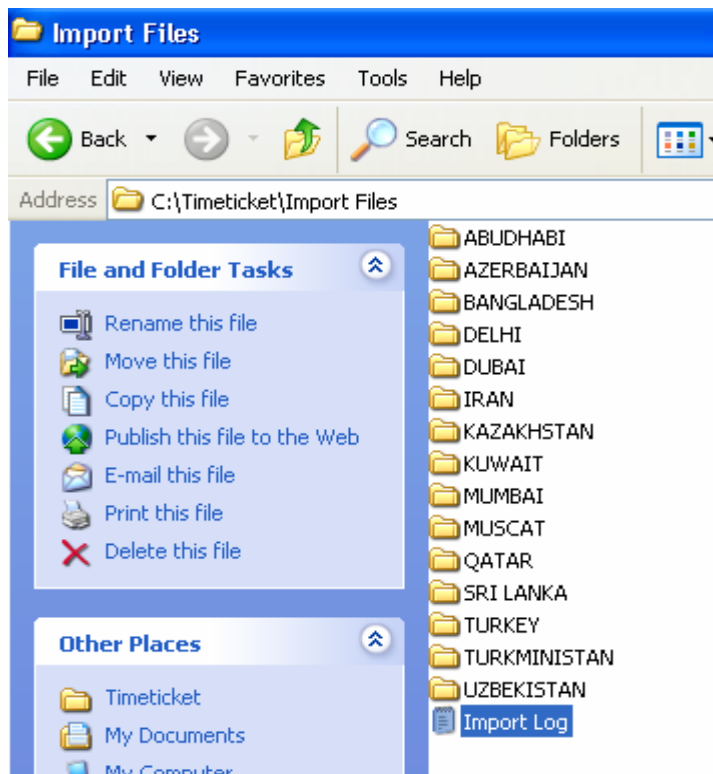 Import Files
File Edit View Favorites Tools Help
Back Search Folders
Address C:\Timeticket\Import Files
File and Folder Tasks
Rename this file
Move this file
Copy this file
Publish this file to the Web
E-mail this file
Print this file
Delete this file
Other Places
Timeticket
My Documents
My Computer
ABUDHABI
AZERBAIJAN
BANGLADESH
DELHI
DUBAI
IRAN
KAZAKHSTAN
KUWAIT
MUMBAI
MUSCAT
QATAR
SRI LANKA
TURKEY
TURKMINISTAN
UZBEKISTAN
Import Log